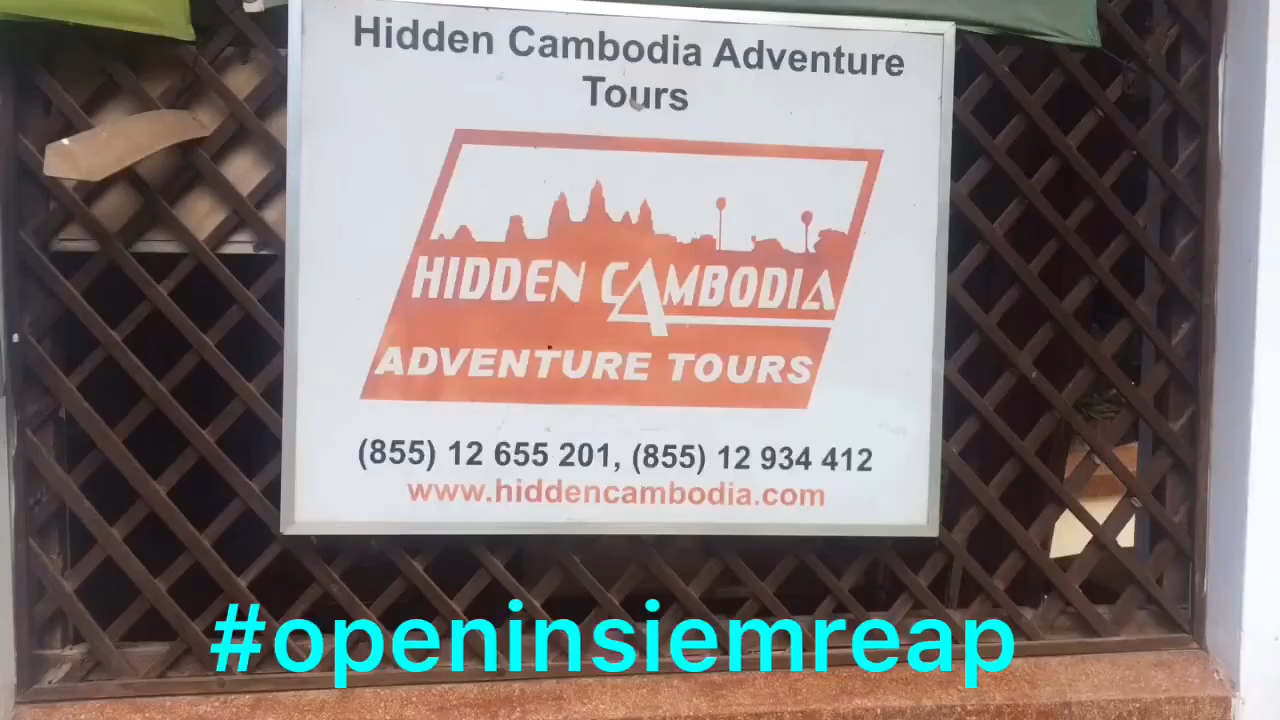 Hidden Cambodia Adventure
Tours
HIDDEN CAMBODIA
ADVENTURE TOURS
(855) 12 655 201, (855) 12 934 412
www.hiddencambodia.com
#openinsiemreap